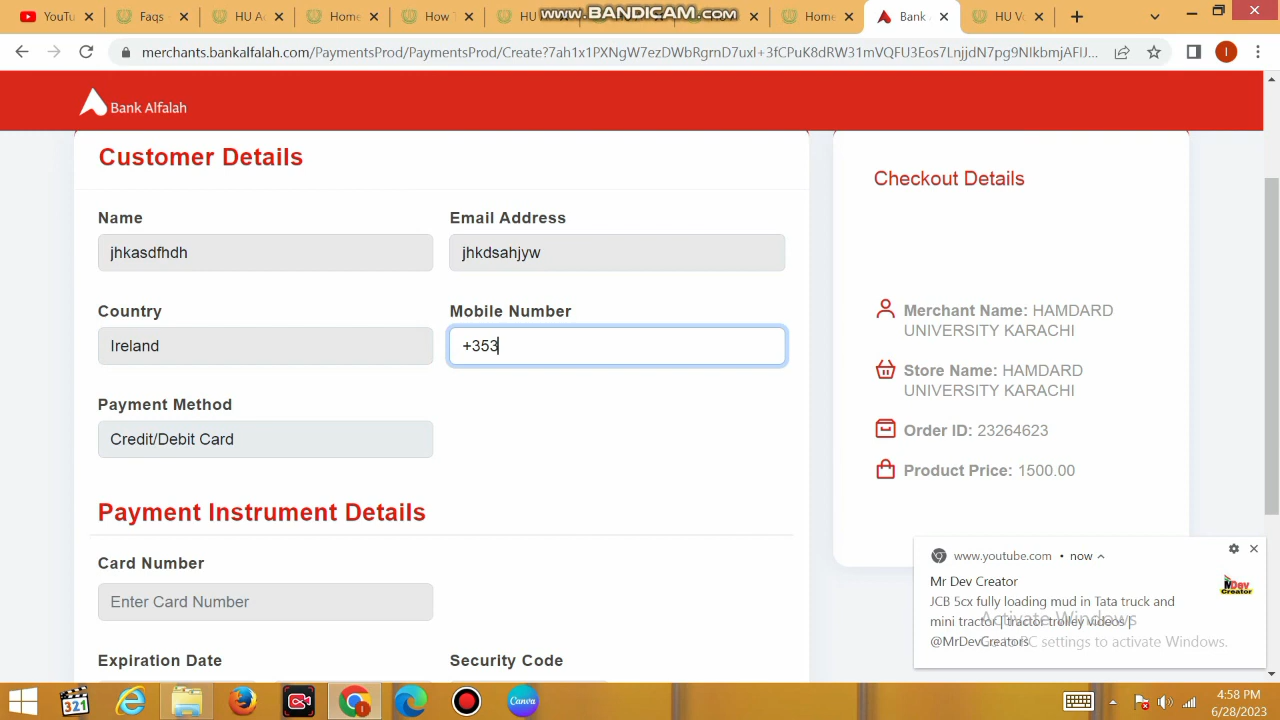 YouTu
Faqs
HU A
Home
How T
HU
www.BANDICAM.com
Home
Bank
HU V
merchants.bankalfalah.com/PaymentsProd/PaymentsProd/Create?7ah1x1PXNgW7ezDWbRgrnD7uxl+3fCfuK8dRW31mVQFU3Eos7LnjjdN7pg9NIkbmjAFIJ...
I
Bank Alfalah
Customer Details
Name
Email Address
jhkasdfhdh
jhkdsahjyw
Country
Mobile Number
Ireland
+353
Payment Method
Credit/Debit Card
Payment Instrument Details
Card Number
Enter Card Number
Expiration Date
Security Code
Checkout Details
Merchant Name: HAMDARD
UNIVERSITY KARACHI
Store Name: HAMDARD
UNIVERSITY KARACHI
Order ID: 23264623
Product Price: 1500.00
www.youtube.com • now
Mr Dev Creator
JCB 5cx fully loading mud in Tata truck and
mini tractor | tractor trolley videos |
@MrDevCreators
MDev
Creator
Activate Windows
PC settings to activate Windows.
321
Canva
4:58 PM
6/28/2023